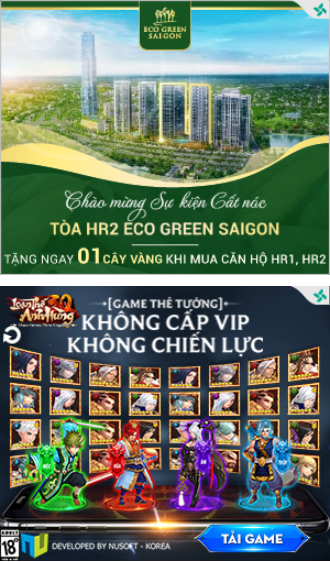 ECO GREEN
SAIGON
Chào mừng Sự kiện Cất nóc
TÒA HR2 ECO GREEN SAIGON
TẶNG NGAY 01 CÂY VÀNG KHI MUA CĂN HỘ HR1, HR2
Loạn Thế
Anh Hùng
3Q
[GAME THẺ TƯỚNG]
KHÔNG CẤP VIP
KHÔNG CHIẾN LỰC
ADULT
18+
DEVELOPED BY NUSOFT - KOREA
TẢI GAME